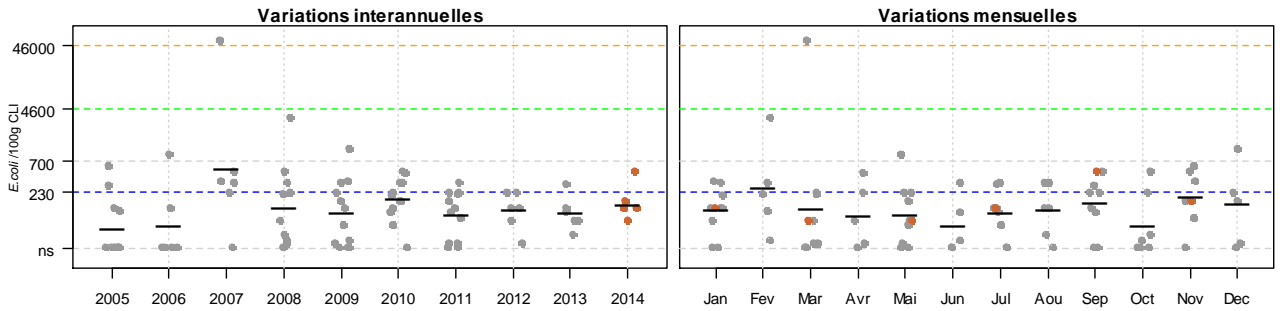 Variations interannuelles
Variations mensuelles
E.coli /100g CLI
46000
4600
700
230
ns
2005 2006 2007 2008 2009 2010 2011 2012 2013 2014
Jan Fev Mar Avr Mai Jun Jul Aou Sep Oct Nov Dec